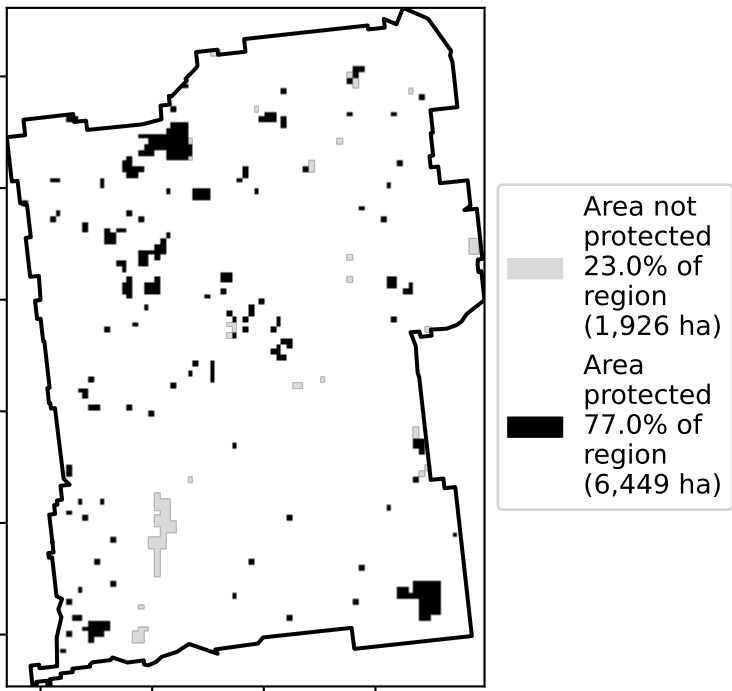 Area not
protected
23.0% of
region
(1,926 ha)
Area
protected
77.0% of
region
(6,449 ha)